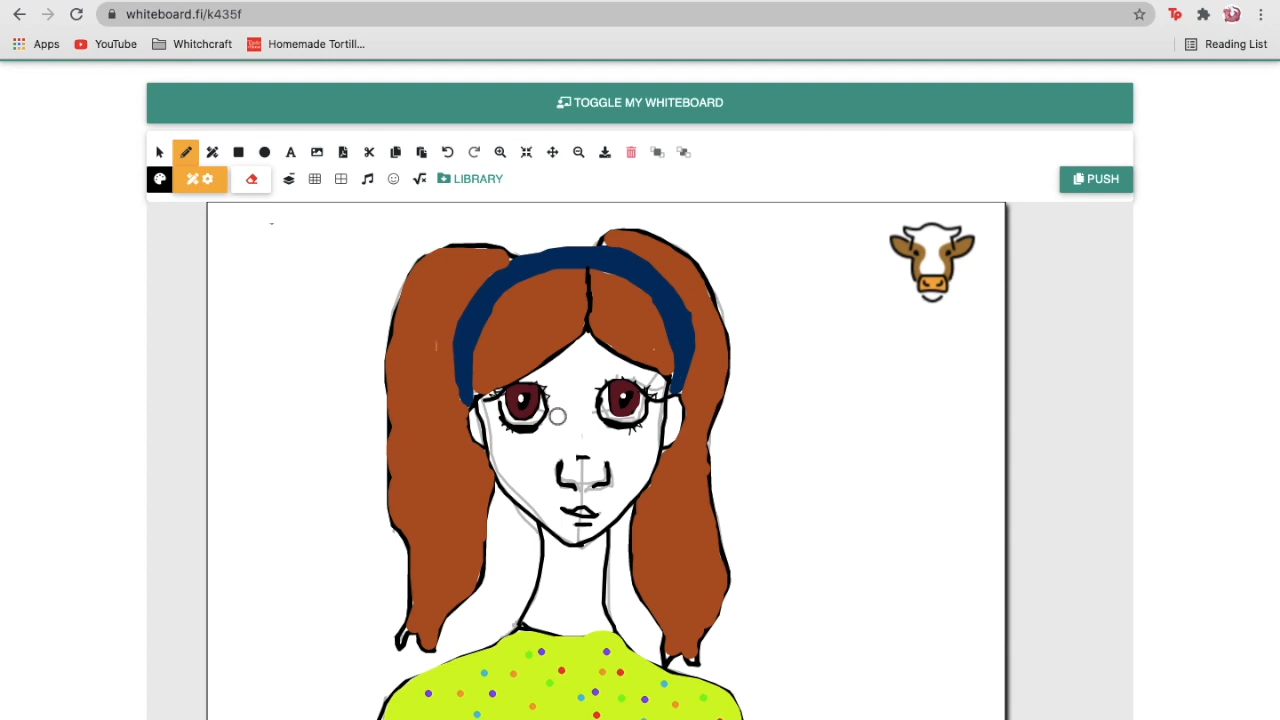 whiteboard.fi/k435f
Apps YouTube Whitchcraft Homemade Tortill... Reading List
TOGGLE MY WHITEBOARD
LIBRARY
PUSH